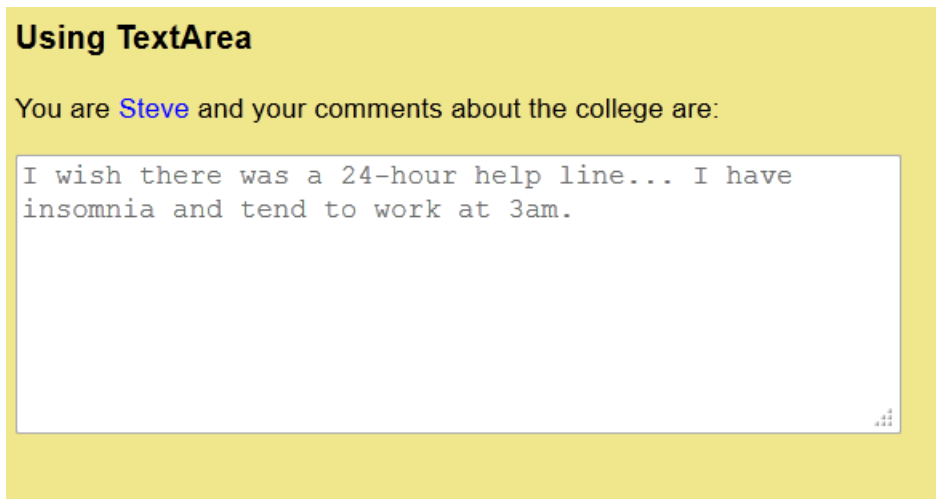 Using TextArea
You are Steve and your comments about the college are:
I wish there was a 24-hour help line... I have
insomnia and tend to work at 3am.